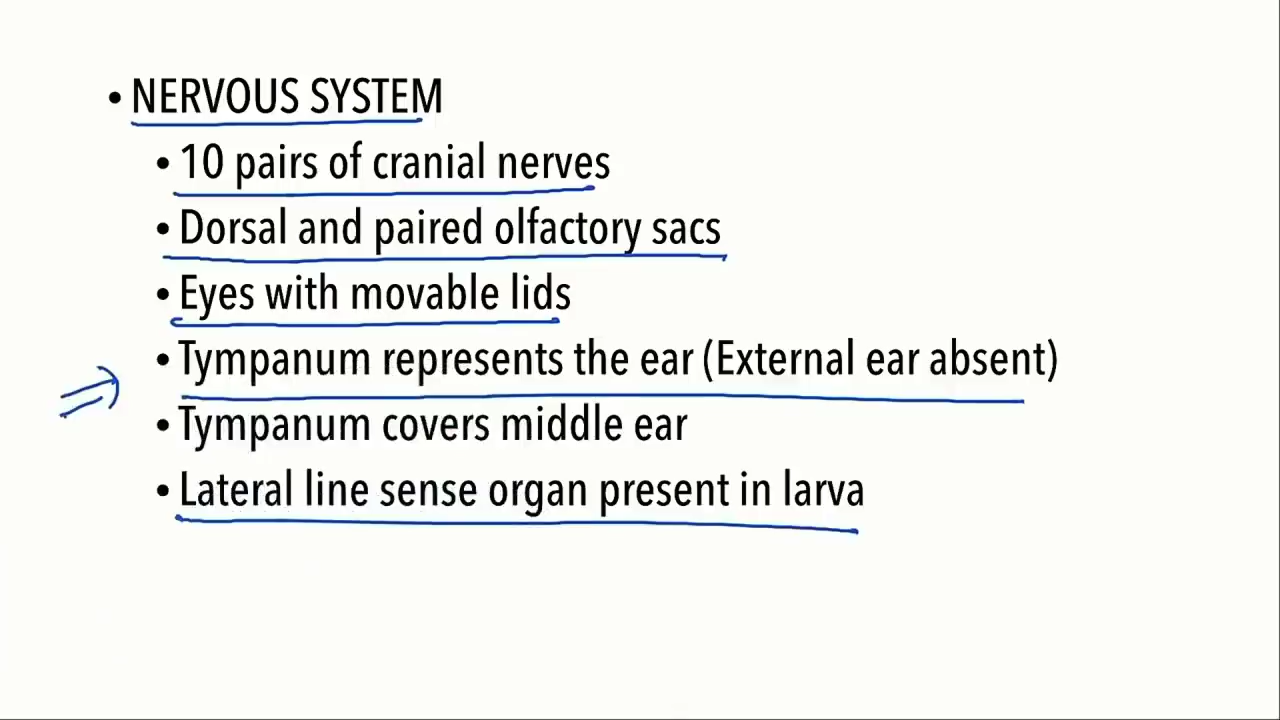 • NERVOUS SYSTEM
• 10 pairs of cranial nerves
• Dorsal and paired olfactory sacs
• Eyes with movable lids
• Tympanum represents the ear (External ear absent)
• Tympanum covers middle ear
• Lateral line sense organ present in larva